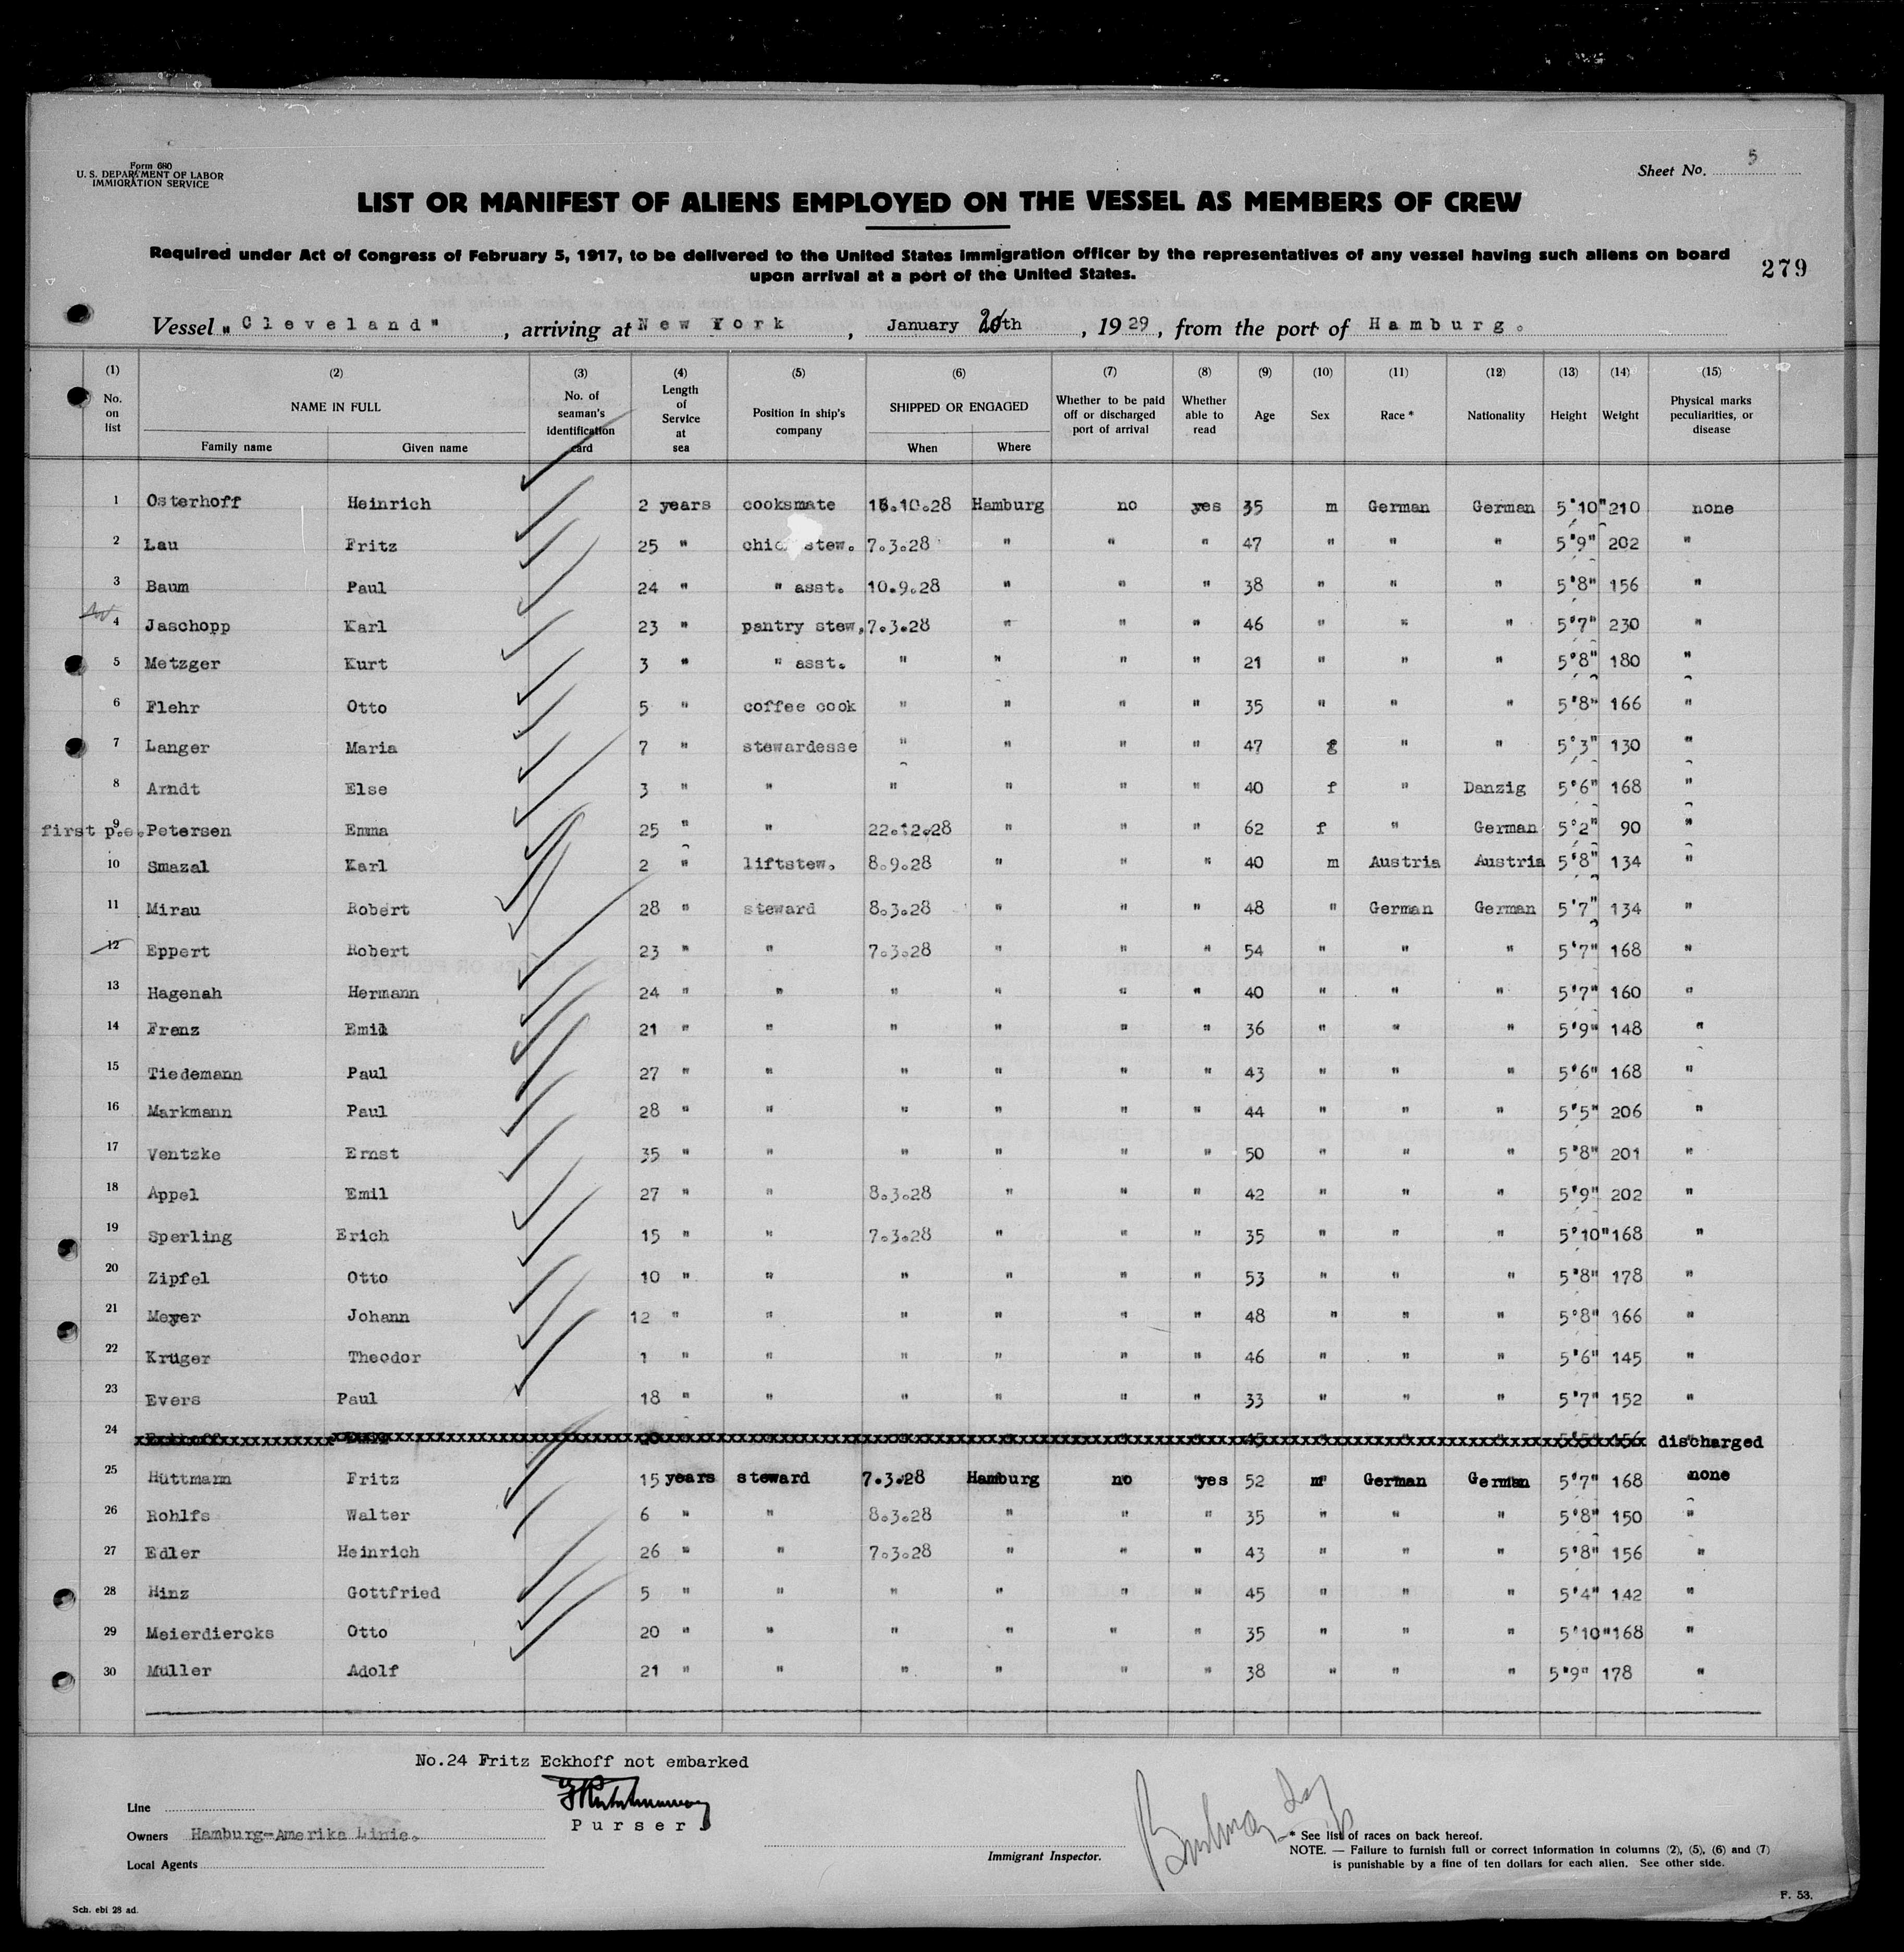 Form 680
U. S. DEPARTMENT OF LABOR
IMMIGRATION SERVICE
Sheet No. 5
LIST OR MANIFEST OF ALIENS EMPLOYED ON THE VESSEL AS MEMBERS OF CREW
Required under Act of Congress of February 5, 1917, to be delivered to the United States immigration officer by the representatives of any vessel having such aliens on board
upon arrival at a port of the United States.
279
Vessel "Cleveland", arriving at New York, January 20th, 1929, from the port of Hamburg.
(1) (2) (3) (4) (5) (6) (7) (8) (9) (10) (11) (12) (13) (14) (15)
No. on list NAME IN FULL Family name Given name No. of seaman's identification card Length of Service at sea Position in ship's company SHIPPED OR ENGAGED When Where Whether to be paid off or discharged port of arrival Whether able to read Age Sex Race * Nationality Height Weight Physical marks peculiarities, or disease
1 Osterhoff Heinrich 2 years cooksmate 16.10.28 Hamburg no yes 35 m German German 5'10" 210 none
2 Lau Fritz 25 " chief stew. 7.3.28 " " " 47 " " " 5'9" 202 "
3 Baum Paul 24 " " asst. 10.9.28 " " " 38 " " " 5'8" 156 "
4 Jaschopp Karl 23 " pantry stew. 7.3.28 " " " 46 " " " 5'7" 230 "
5 Metzger Kurt 3 " " asst. " " " " 21 " " " 5'8" 180 "
6 Flehr Otto 5 " coffee cook " " " " 35 " " " 5'8" 166 "
7 Langer Maria 7 " stewardesse " " " " 47 f " " 5'3" 130 "
8 Arndt Else 3 " " " " " " 40 f " Danzig 5'6" 168 "
first p.e. 9 Petersen Emma 25 " " 22.12.28 " " " 62 f " German 5'2" 90 "
10 Smazal Karl 2 " liftstew. 8.9.28 " " " 40 m Austria Austria 5'8" 134 "
11 Mirau Robert 28 " steward 8.3.28 " " " 48 " German German 5'7" 134 "
12 Eppert Robert 23 " " 7.3.28 " " " 54 " " " 5'7" 168 "
13 Hagenah Hermann 24 " " " " " " 40 " " " 5'7" 160 "
14 Frenz Emil 21 " " " " " " 36 " " " 5'9" 148 "
15 Tiedemann Paul 27 " " " " " " 43 " " " 5'6" 168 "
16 Markmann Paul 28 " " " " " " 44 " " " 5'5" 206 "
17 Ventzke Ernst 35 " " " " " " 50 " " " 5'8" 201 "
18 Appel Emil 27 " " 8.3.28 " " " 42 " " " 5'9" 202 "
19 Sperling Erich 15 " " 7.3.28 " " " 35 " " " 5'10" 168 "
20 Zipfel Otto 10 " " " " " " 53 " " " 5'8" 178 "
21 Meyer Johann 12 " " " " " " 48 " " " 5'8" 166 "
22 Krüger Theodor 1 " " " " " " 46 " " " 5'6" 145 "
23 Evers Paul 18 " " " " " " 33 " " " 5'7" 152 "
24 discharged
25 Hüttmann Fritz 15 years steward 7.3.28 Hamburg no yes 52 m German German 5'7" 168 none
26 Rohlfs Walter 6 " " 8.3.28 " " " 35 " " " 5'8" 150 "
27 Edler Heinrich 26 " " 7.3.28 " " " 43 " " " 5'8" 156 "
28 Hinz Gottfried 5 " " " " " " 45 " " " 5'4" 142 "
29 Meierdiercks Otto 20 " " " " " " 35 " " " 5'10" 168 "
30 Müller Adolf 21 " " " " " " 38 " " " 5'9" 178 "
No.24 Fritz Eckhoff not embarked
Line
Purser
Owners Hamburg-Amerika Linie.
Local Agents
Immigrant Inspector.
* See list of races on back hereof.
NOTE. — Failure to furnish full or correct information in columns (2), (5), (6) and (7)
is punishable by a fine of ten dollars for each alien. See other side.
Sch. ebi 28 ad.
F. 53.